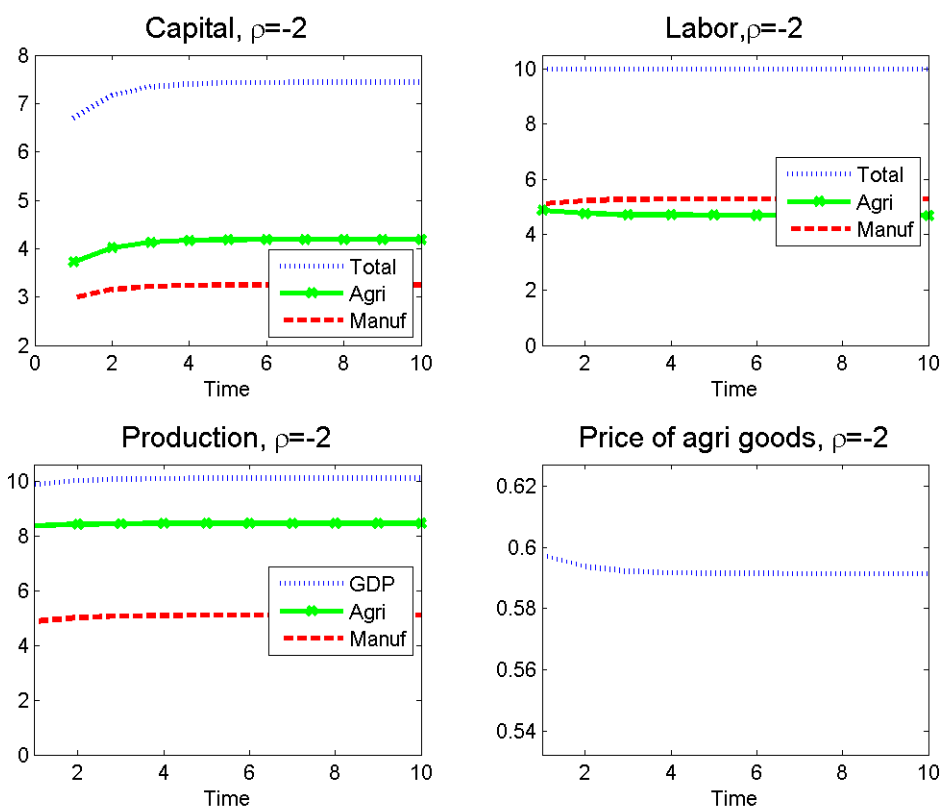 Capital, ρ=-2
8
7
6
5
4
3
2
0
2
4
6
8
10
Time
Total
Agri
Manuf
Labor,ρ=-2
10
8
6
4
2
0
2
4
6
8
10
Time
Total
Agri
Manuf
Production, ρ=-2
10
8
6
4
2
0
2
4
6
8
10
Time
GDP
Agri
Manuf
Price of agri goods, ρ=-2
0.62
0.6
0.58
0.56
0.54
2
4
6
8
10
Time